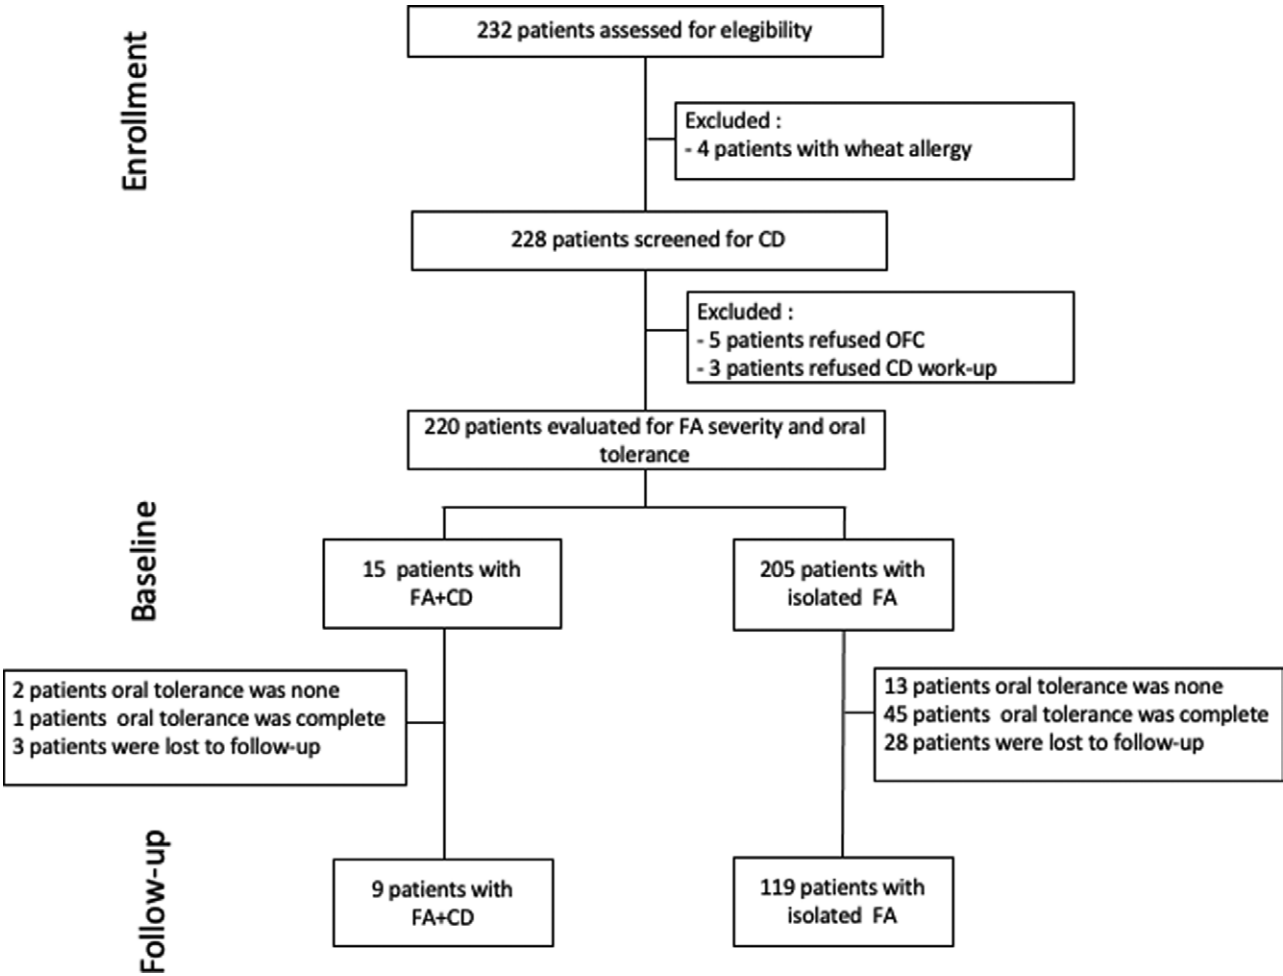 232 patients assessed for elegibility
Enrollment
Excluded :
- 4 patients with wheat allergy
228 patients screened for CD
Excluded :
- 5 patients refused OFC
- 3 patients refused CD work-up
220 patients evaluated for FA severity and oral
tolerance
Baseline
15 patients with
FA+CD
205 patients with
isolated FA
2 patients oral tolerance was none
1 patients oral tolerance was complete
3 patients were lost to follow-up
13 patients oral tolerance was none
45 patients oral tolerance was complete
28 patients were lost to follow-up
Follow-up
9 patients with
FA+CD
119 patients with
isolated FA